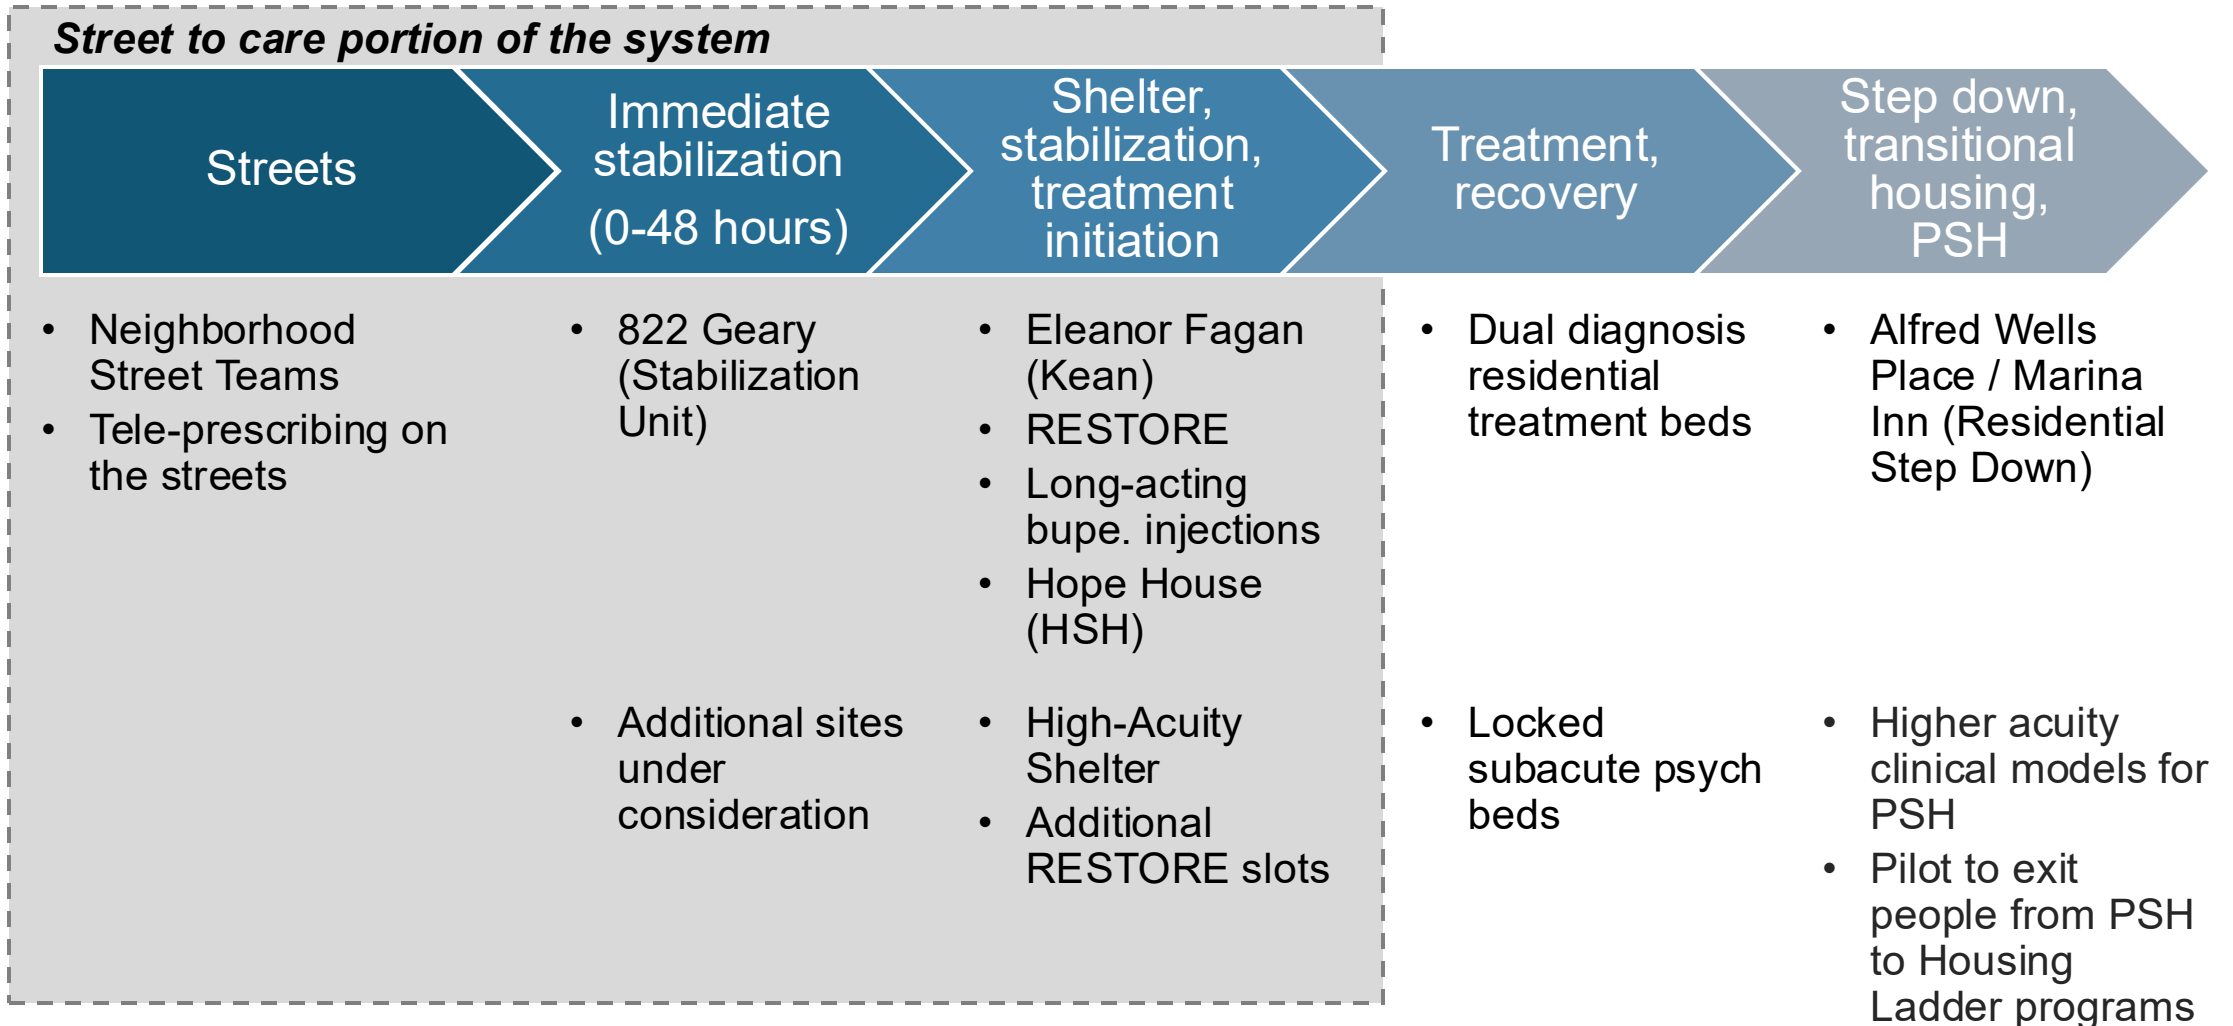 Street to care portion of the system
Streets
Immediate
stabilization
(0-48 hours)
Shelter,
stabilization,
treatment
initiation
Treatment,
recovery
Step down,
transitional
housing,
PSH
• Neighborhood
Street Teams
• Tele-prescribing on
the streets
• 822 Geary
(Stabilization
Unit)
• Additional sites
under
consideration
• Eleanor Fagan
(Kean)
• RESTORE
• Long-acting
bupe. injections
• Hope House
(HSH)
• High-Acuity
Shelter
• Additional
RESTORE slots
• Dual diagnosis
residential
treatment beds
• Locked
subacute psych
beds
• Alfred Wells
Place / Marina
Inn (Residential
Step Down)
• Higher acuity
clinical models for
PSH
• Pilot to exit
people from PSH
to Housing
Ladder programs